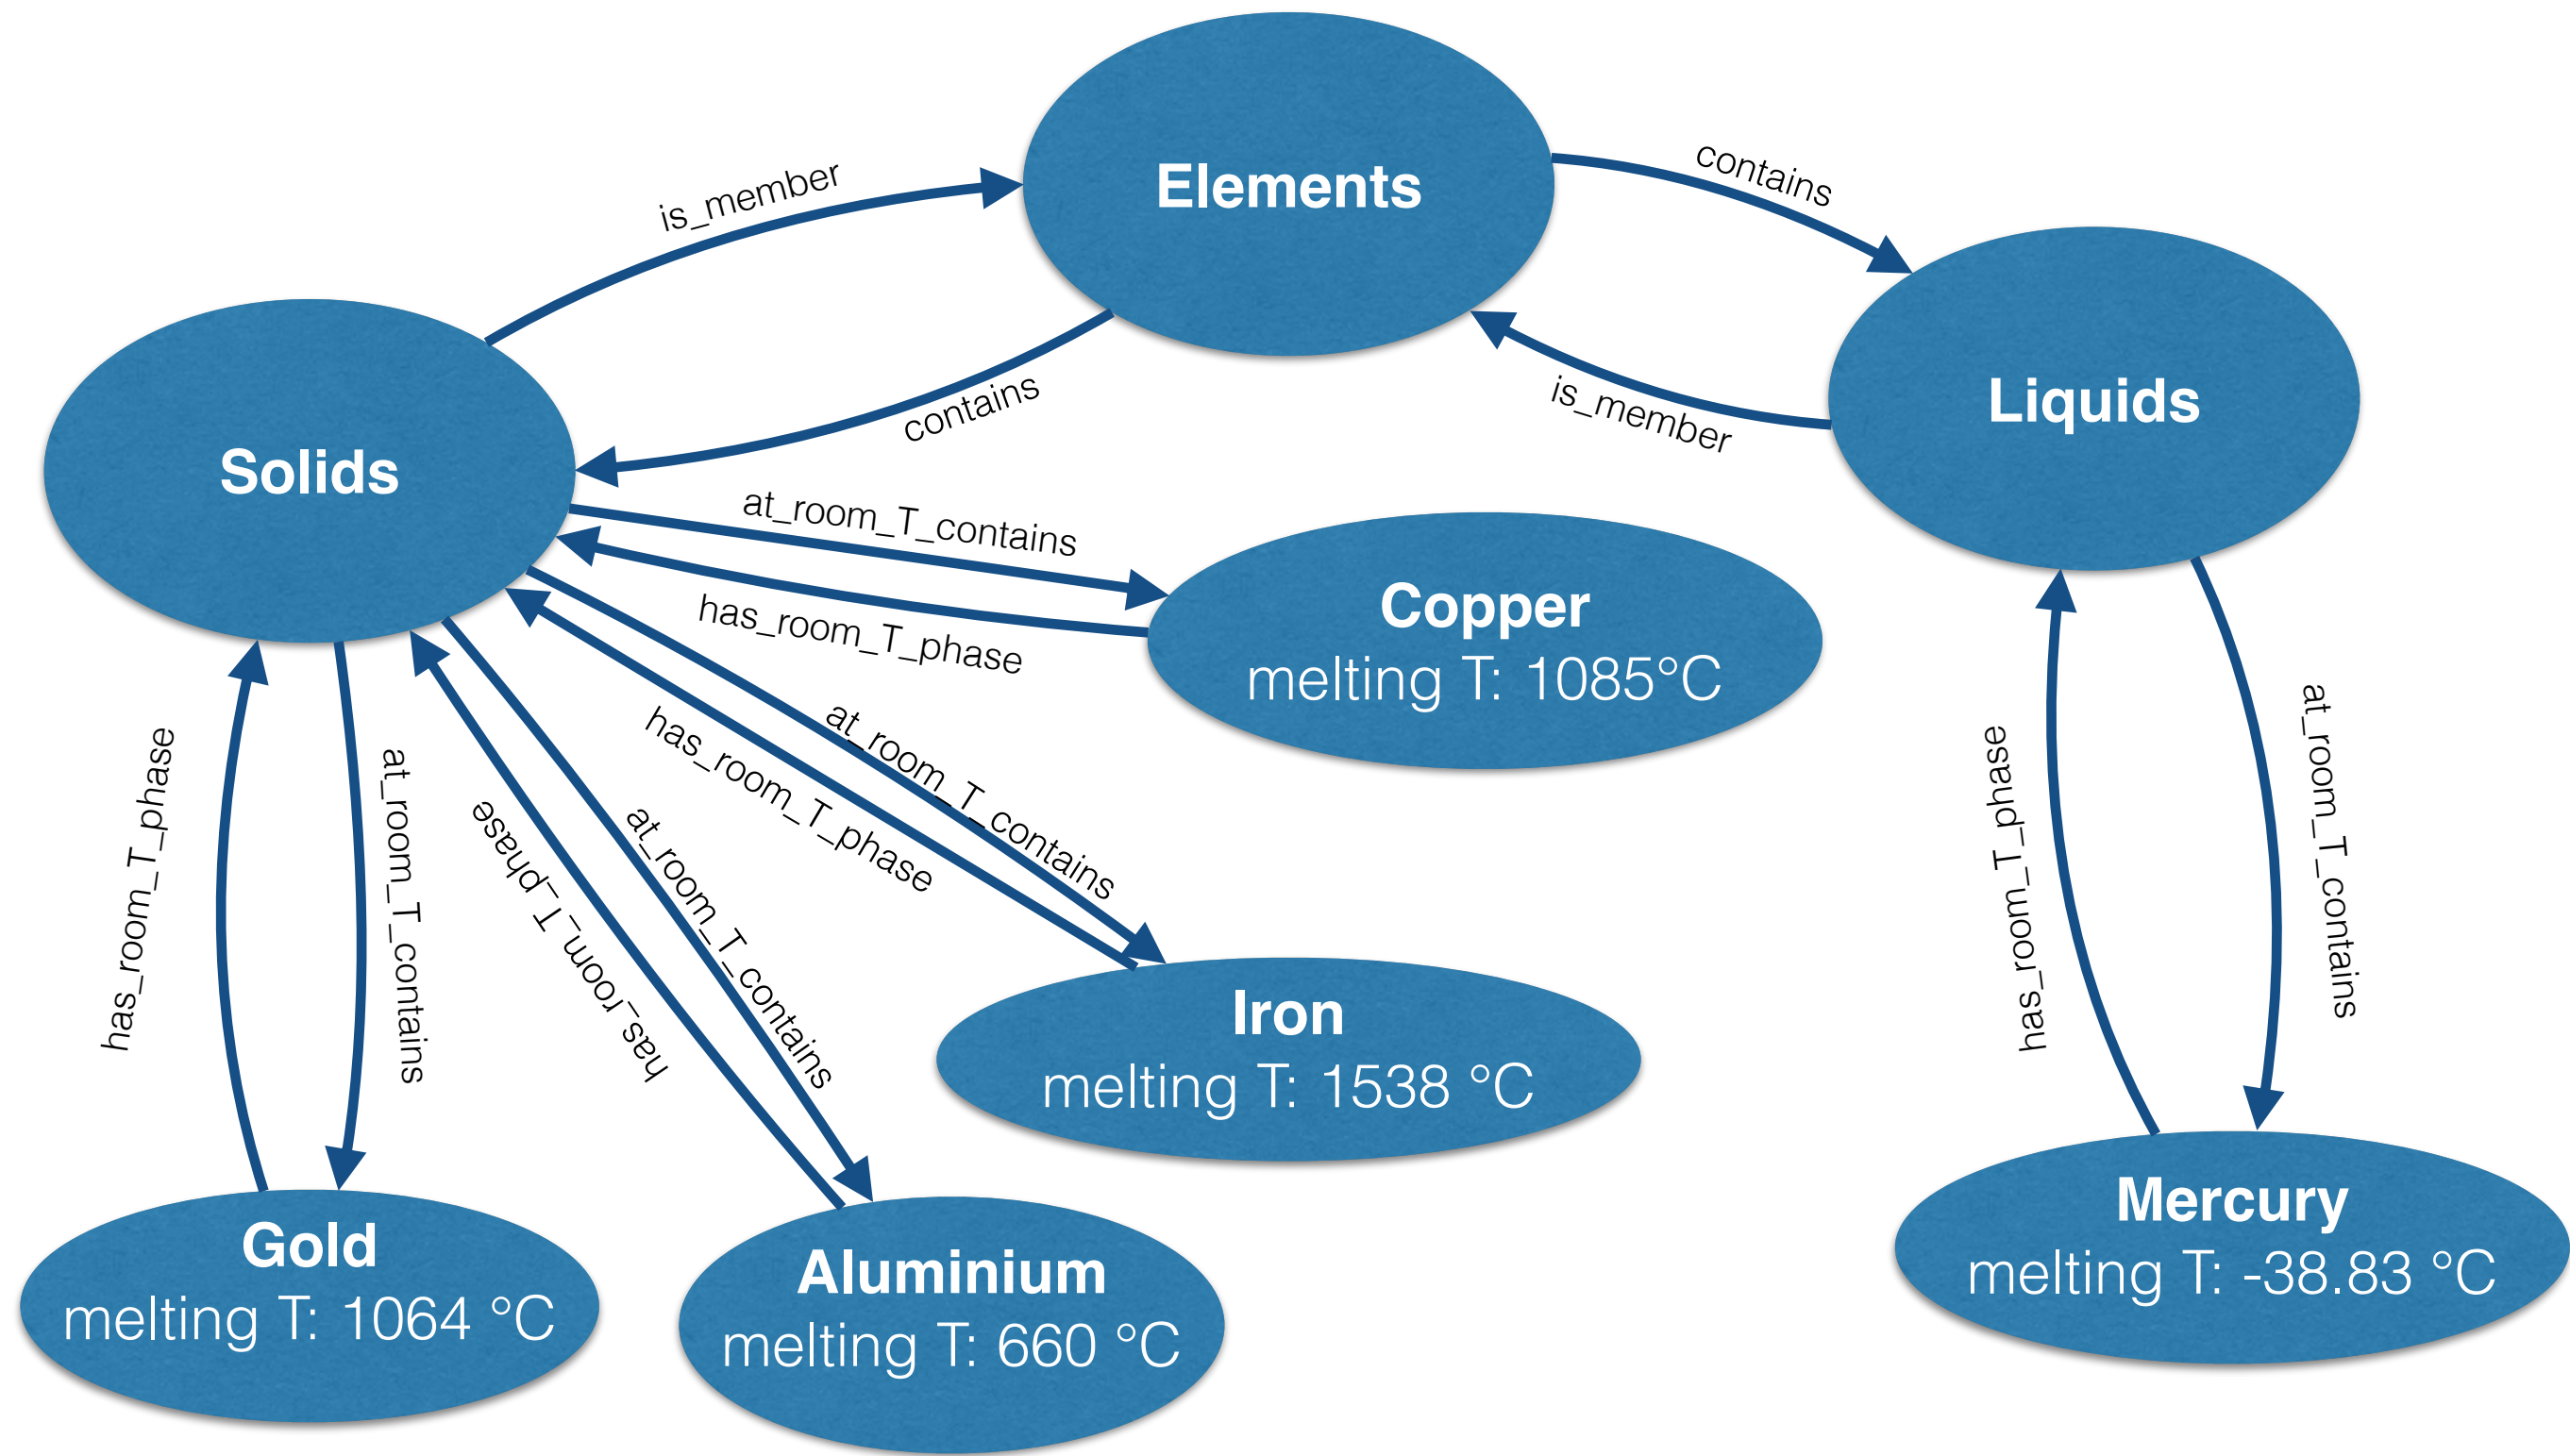 Elements
is_member
contains
contains
is_member
Liquids
Solids
at_room_T_contains
has_room_T_phase
Copper
melting T: 1085°C
at_room_T_contains
has_room_T_phase
at_room_T_contains
has_room_T_phase
has_room_T_phase
at_room_T_contains
has_room_T_phase
at_room_T_contains
Iron
melting T: 1538 °C
Gold
melting T: 1064 °C
Aluminium
melting T: 660 °C
Mercury
melting T: -38.83 °C